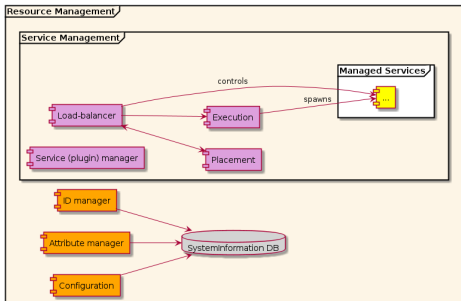 Resource Management
Service Management
Managed Services
controls
...
spawns
Load-balancer
Execution
Service (plugin) manager
Placement
ID manager
Attribute manager
SystemInformation DB
Configuration